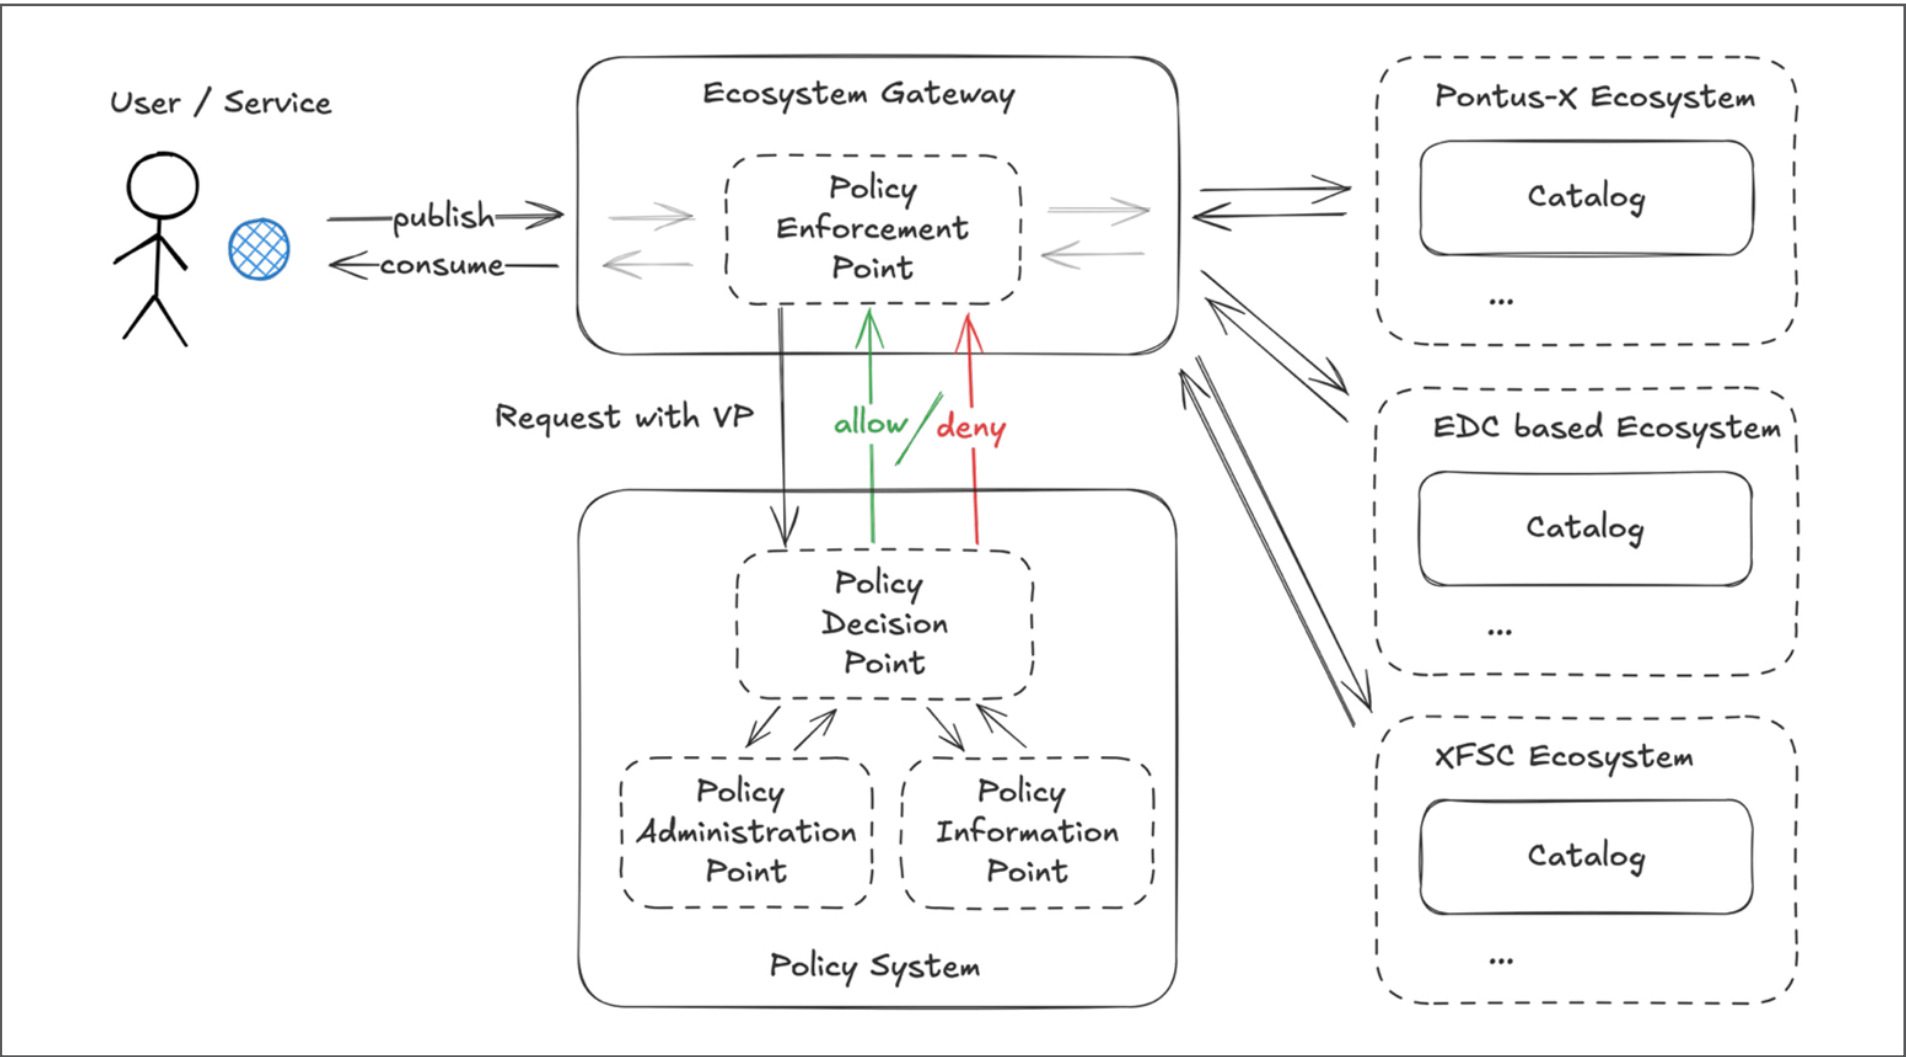 User / Service
publish
consume
Ecosystem Gateway
Policy
Enforcement
Point
Request with VP
allow / deny
Policy
Decision
Point
Policy
Administration
Point
Policy
Information
Point
Policy System
Pontus-X Ecosystem
Catalog
...
EDC based Ecosystem
Catalog
...
XFSC Ecosystem
Catalog
...